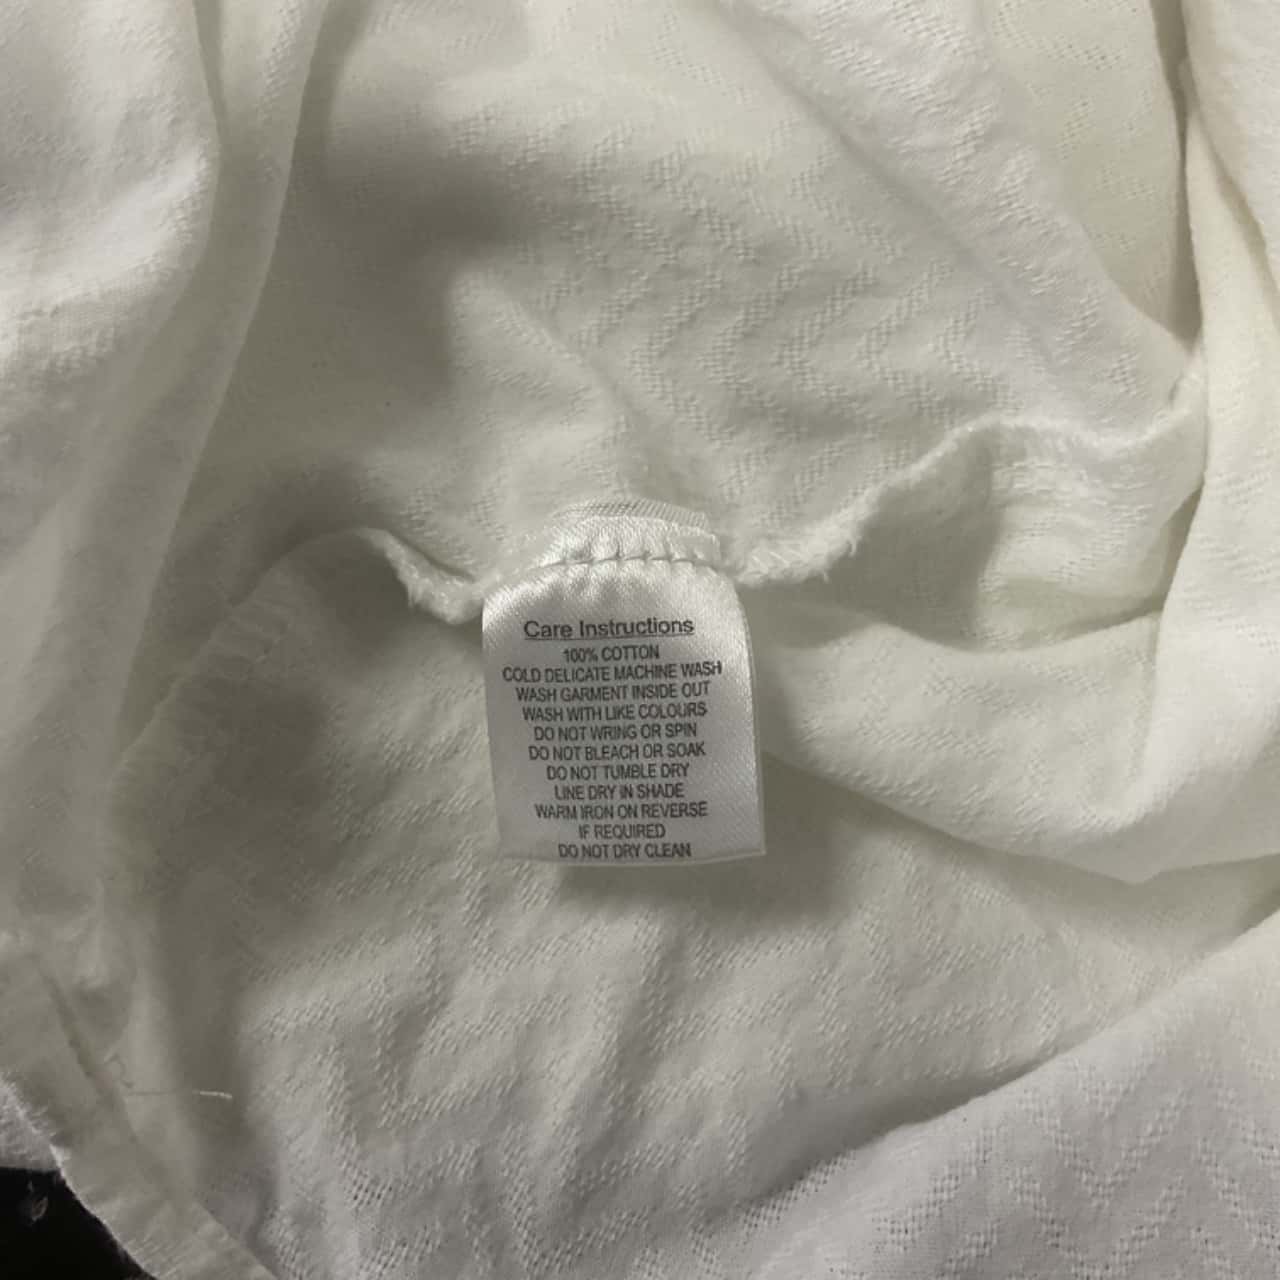 Care Instructions
100% COTTON
COLD DELICATE MACHINE WASH
WASH GARMENT INSIDE OUT
WASH WITH LIKE COLOURS
DO NOT WRING OR SPIN
DO NOT BLEACH OR SOAK
DO NOT TUMBLE DRY
LINE DRY IN SHADE
WARM IRON ON REVERSE
IF REQUIRED
DO NOT DRY CLEAN